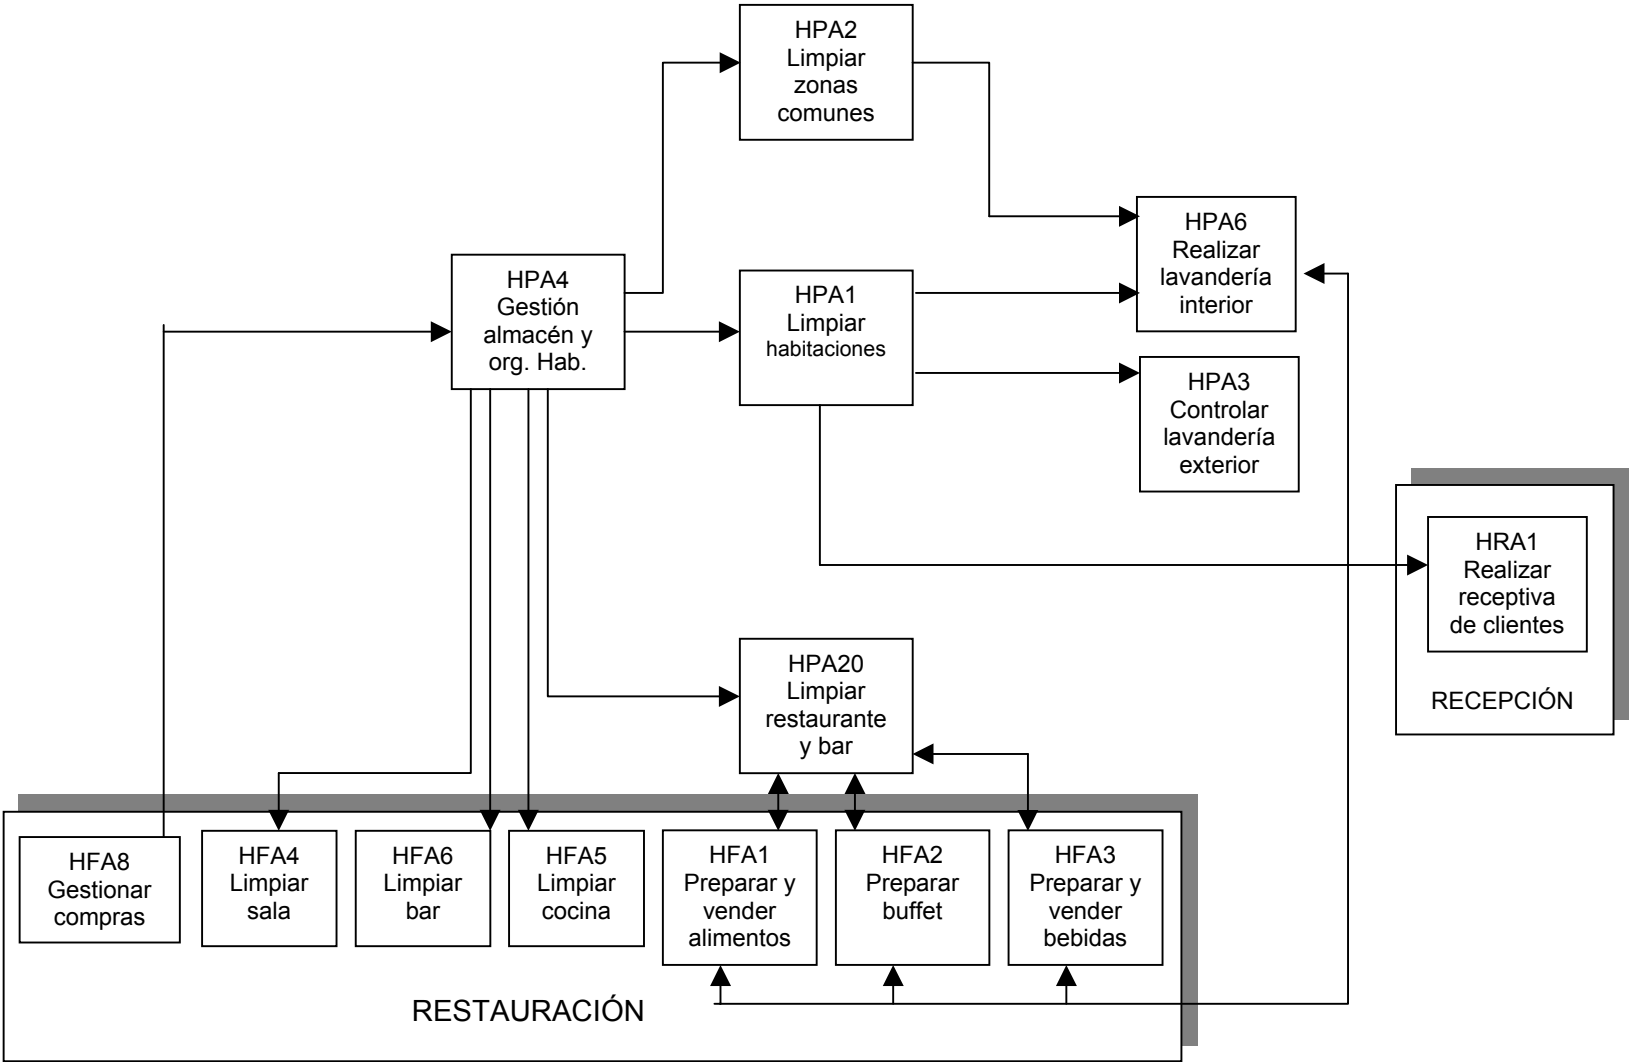 HPA2
Limpiar
zonas
comunes
HPA6
Realizar
lavandería
interior
HPA4
Gestión
almacén y
org. Hab.
HPA1
Limpiar
habitaciones
HPA3
Controlar
lavandería
exterior
HRA1
Realizar
receptiva
de clientes
RECEPCIÓN
HPA20
Limpiar
restaurante
y bar
HFA8
Gestionar
compras
HFA4
Limpiar
sala
HFA6
Limpiar
bar
HFA5
Limpiar
cocina
HFA1
Preparar y
vender
alimentos
HFA2
Preparar
buffet
HFA3
Preparar y
vender
bebidas
RESTAURACIÓN